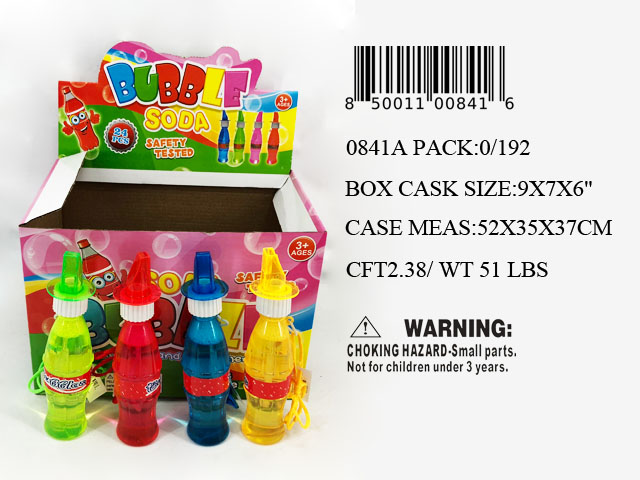 BUBBLE
SODA
3+
AGES
24
PCS
SAFETY
TESTED
3+
AGES
8 50011 00841 6
0841A PACK:0/192
BOX CASK SIZE:9X7X6"
CASE MEAS:52X35X37CM
CFT2.38/ WT 51 LBS
WARNING:
CHOKING HAZARD-Small parts.
Not for children under 3 years.